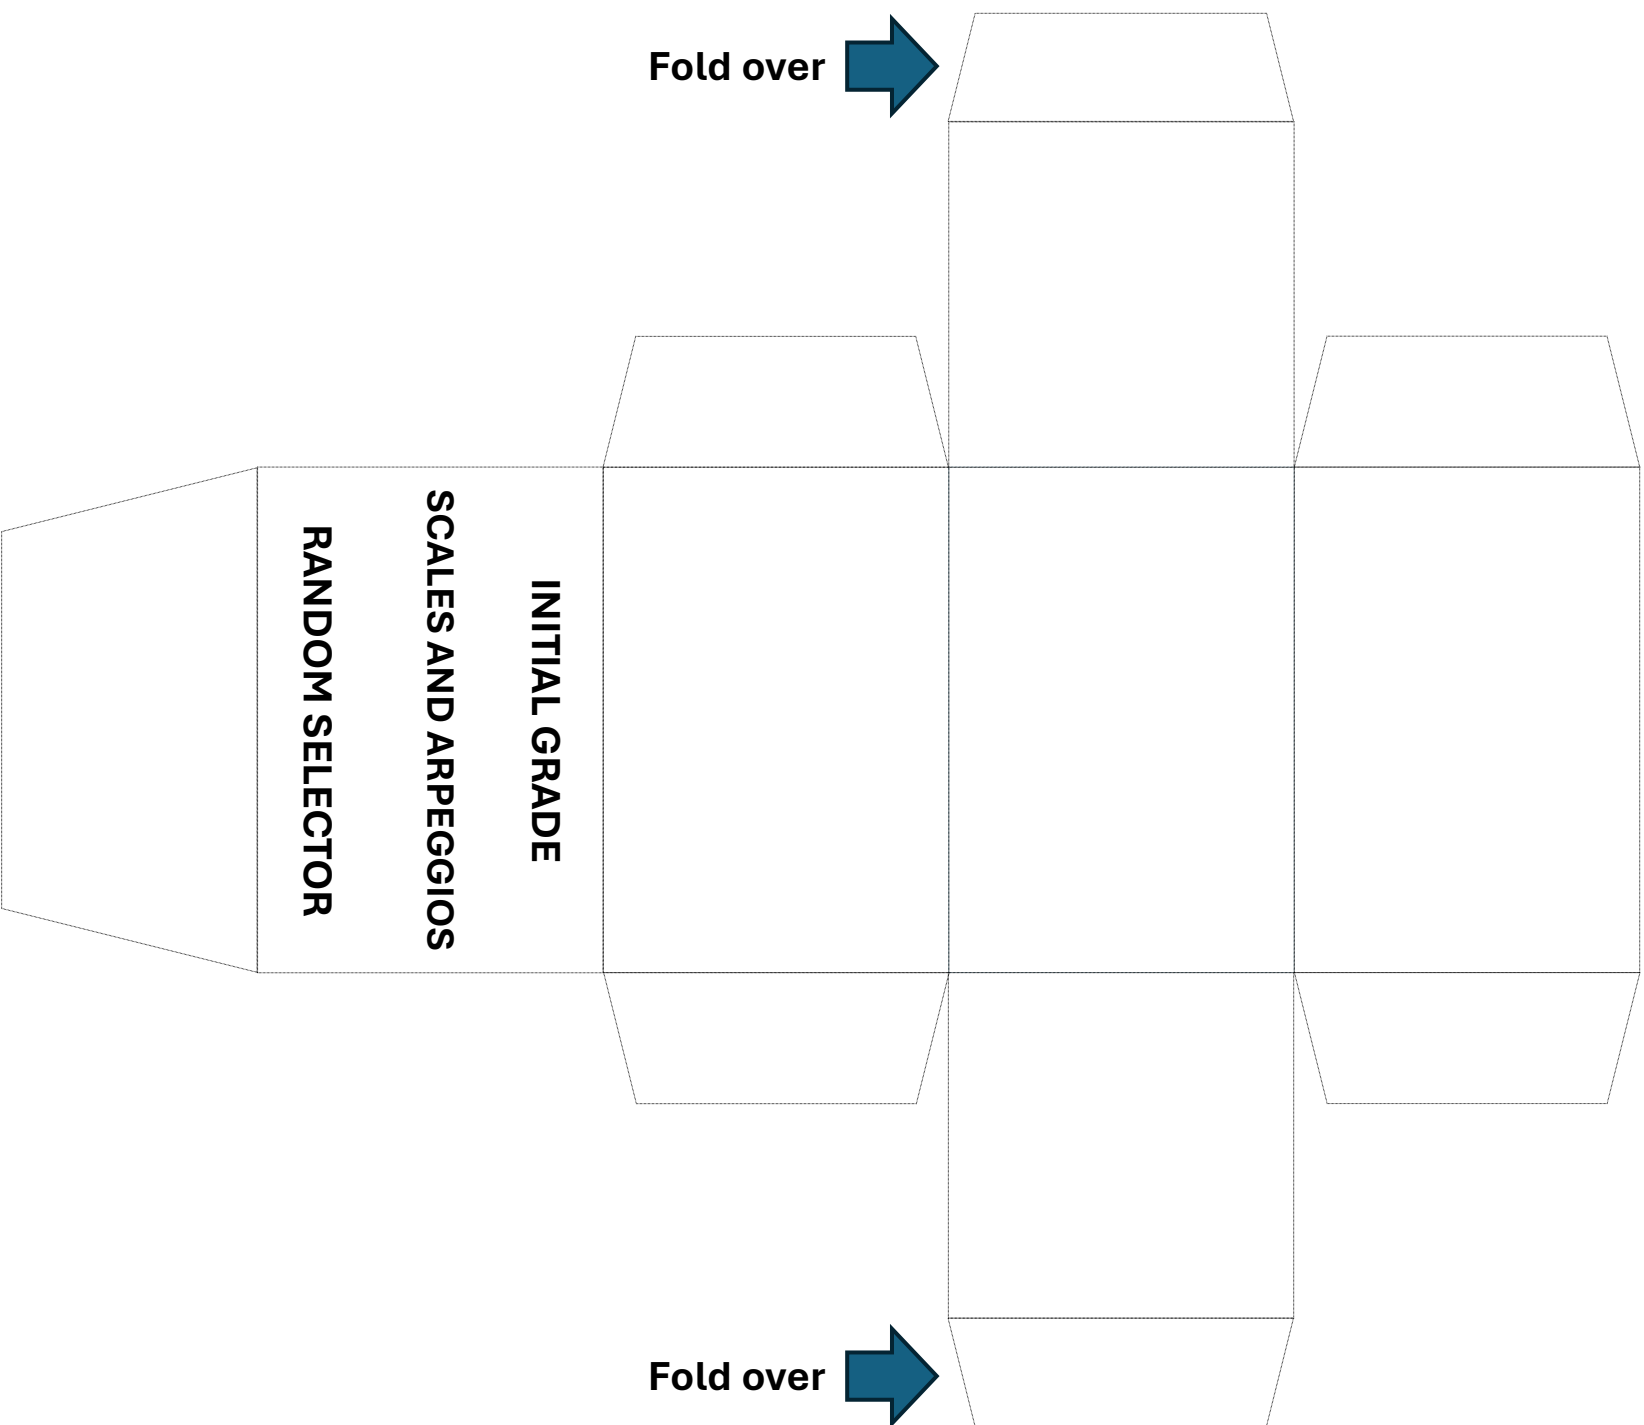 Fold over
INITIAL GRADE
SCALES AND ARPEGGIOS
RANDOM SELECTOR
Fold over